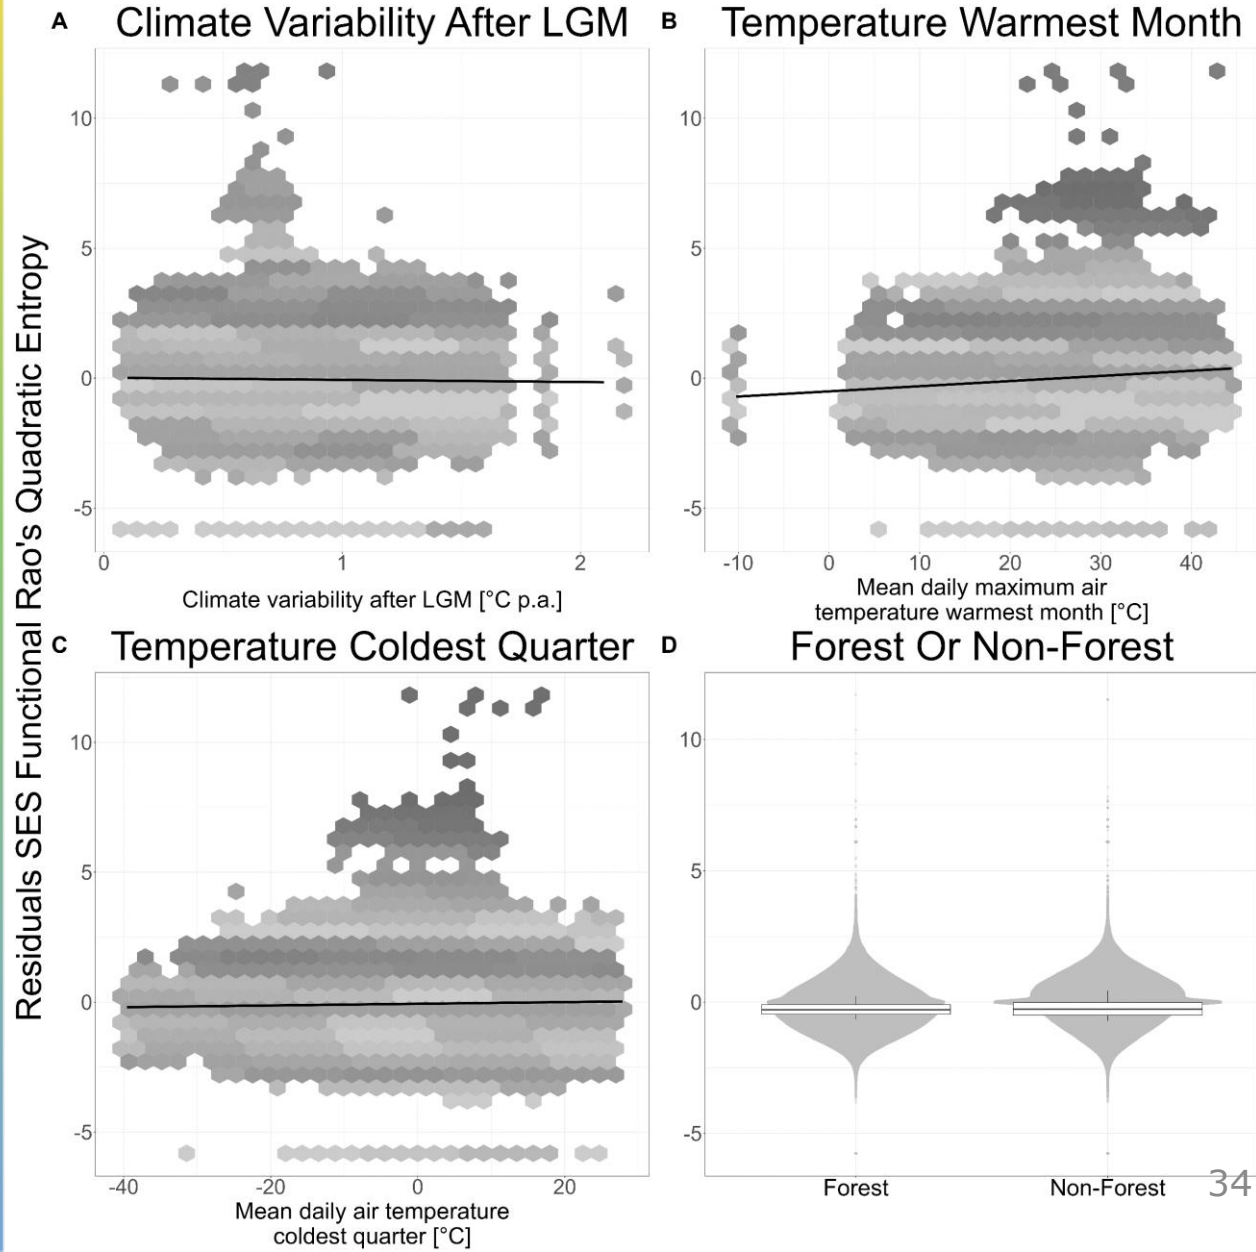 A Climate Variability After LGM
B Temperature Warmest Month
Residuals SES Functional Rao's Quadratic Entropy
10
5
0
-5
0 1 2
Climate variability after LGM [°C p.a.]
10
5
0
-5
-10 0 10 20 30 40
Mean daily maximum air
temperature warmest month [°C]
C Temperature Coldest Quarter
D Forest Or Non-Forest
10
5
0
-5
-40 -20 0 20
Mean daily air temperature
coldest quarter [°C]
10
5
0
-5
Forest Non-Forest
34